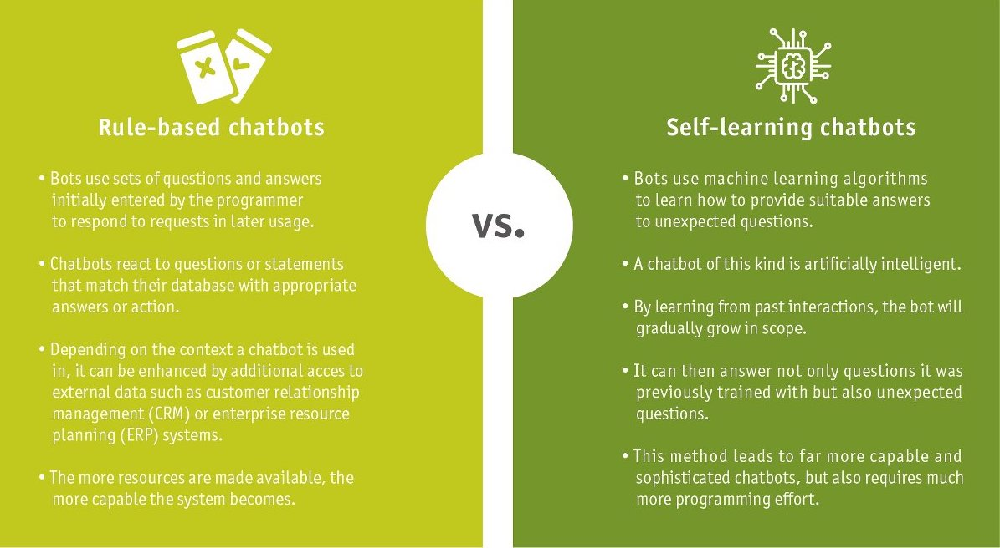 Rule-based chatbots
• Bots use sets of questions and answers
initially entered by the programmer
to respond to requests in later usage.
• Chatbots react to questions or statements
that match their database with appropriate
answers or action.
• Depending on the context a chatbot is used
in, it can be enhanced by additional acces to
external data such as customer relationship
management (CRM) or enterprise resource
planning (ERP) systems.
• The more resources are made available, the
more capable the system becomes.
vs.
Self-learning chatbots
• Bots use machine learning algorithms
to learn how to provide suitable answers
to unexpected questions.
• A chatbot of this kind is artificially intelligent.
• By learning from past interactions, the bot will
gradually grow in scope.
• It can then answer not only questions it was
previously trained with but also unexpected
questions.
• This method leads to far more capable and
sophisticated chatbots, but also requires much
more programming effort.